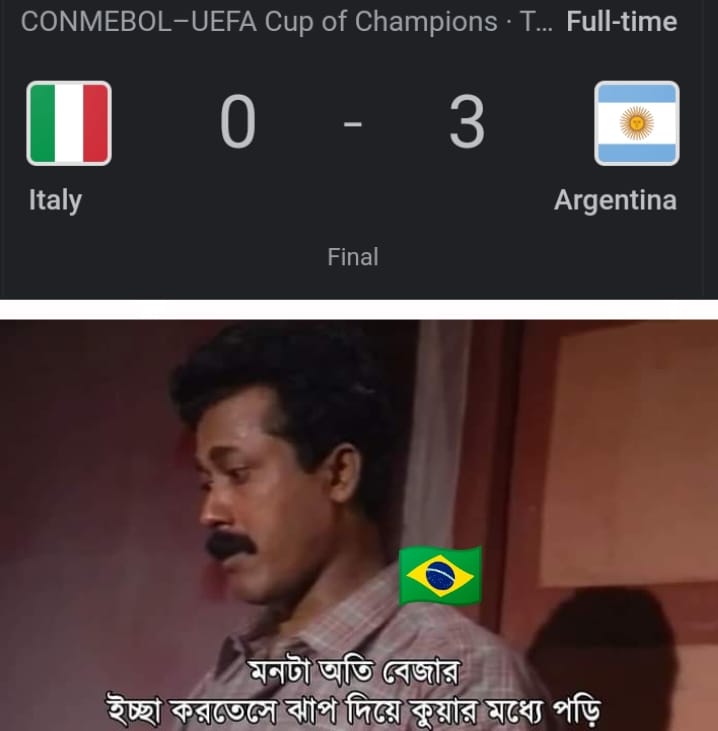 CONMEBOL–UEFA Cup of Champions · T... Full-time
0 - 3
Italy Argentina
Final
মনটা অতি বেজার
ইচ্ছা করতেসে ঝাপ দিয়ে কুয়ার মধ্যে পড়ি